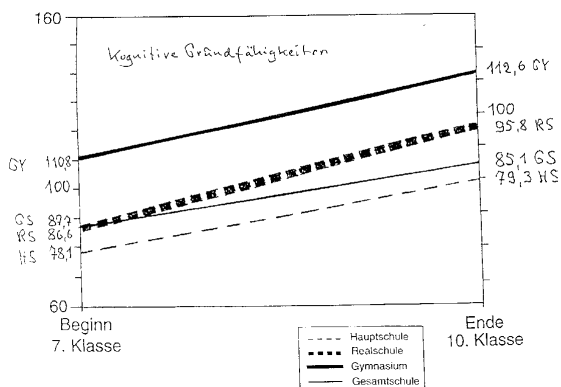 160
Kognitive Grundfähigkeiten
112,6 GY
100
95,8 RS
GY 110,8
100
85,1 GS
79,3 HS
GS 87,7
RS 86,6
HS 78,1
60
Beginn
7. Klasse
Ende
10. Klasse
Hauptschule
Realschule
Gymnasium
Gesamtschule